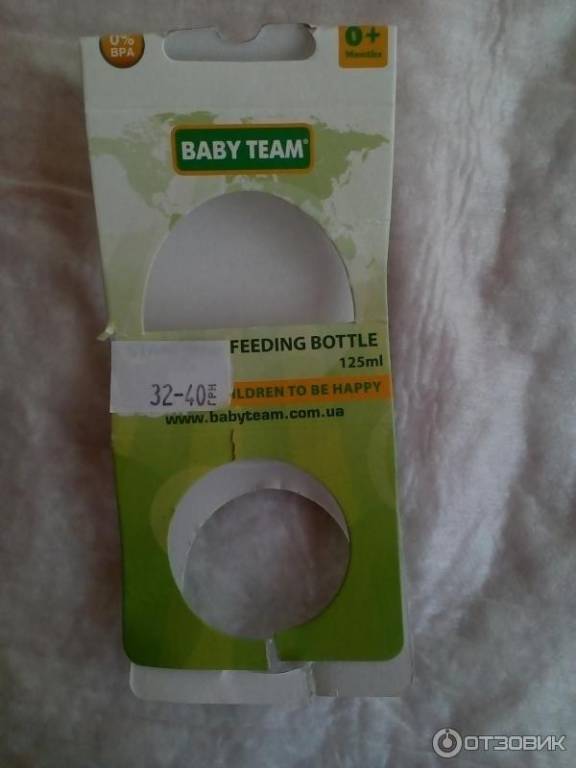 0%
BPA
0+
Months
BABY TEAM®
FEEDING BOTTLE
125ml
32-40 ГРН
TO BE HAPPY
www.babyteam.com.ua
ОТЗОВИК